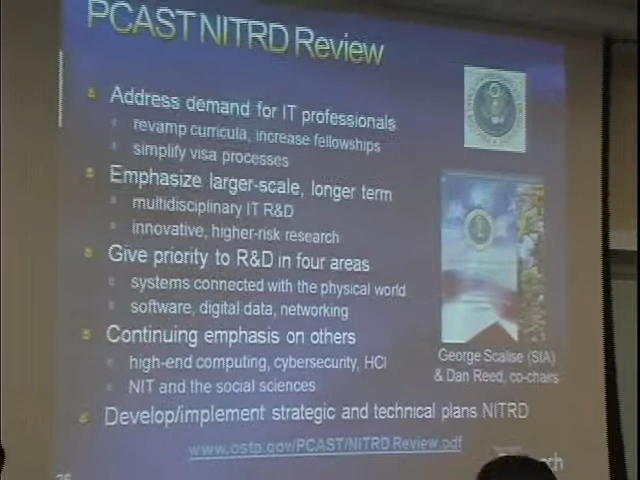 PCAST NITRD Review
Address demand for IT professionals
revamp curricula, increase fellowships
simplify visa processes
Emphasize larger-scale, longer term
multidisciplinary IT R&D
innovative, higher-risk research
Give priority to R&D in four areas
systems connected with the physical world
software, digital data, networking
Continuing emphasis on others
high-end computing, cybersecurity, HCI
NIT and the social sciences
Develop/implement strategic and technical plans NITRD
www.ostp.gov/PCAST/NITRD Review.pdf
George Scalise (SIA)
& Dan Reed, co-chairs